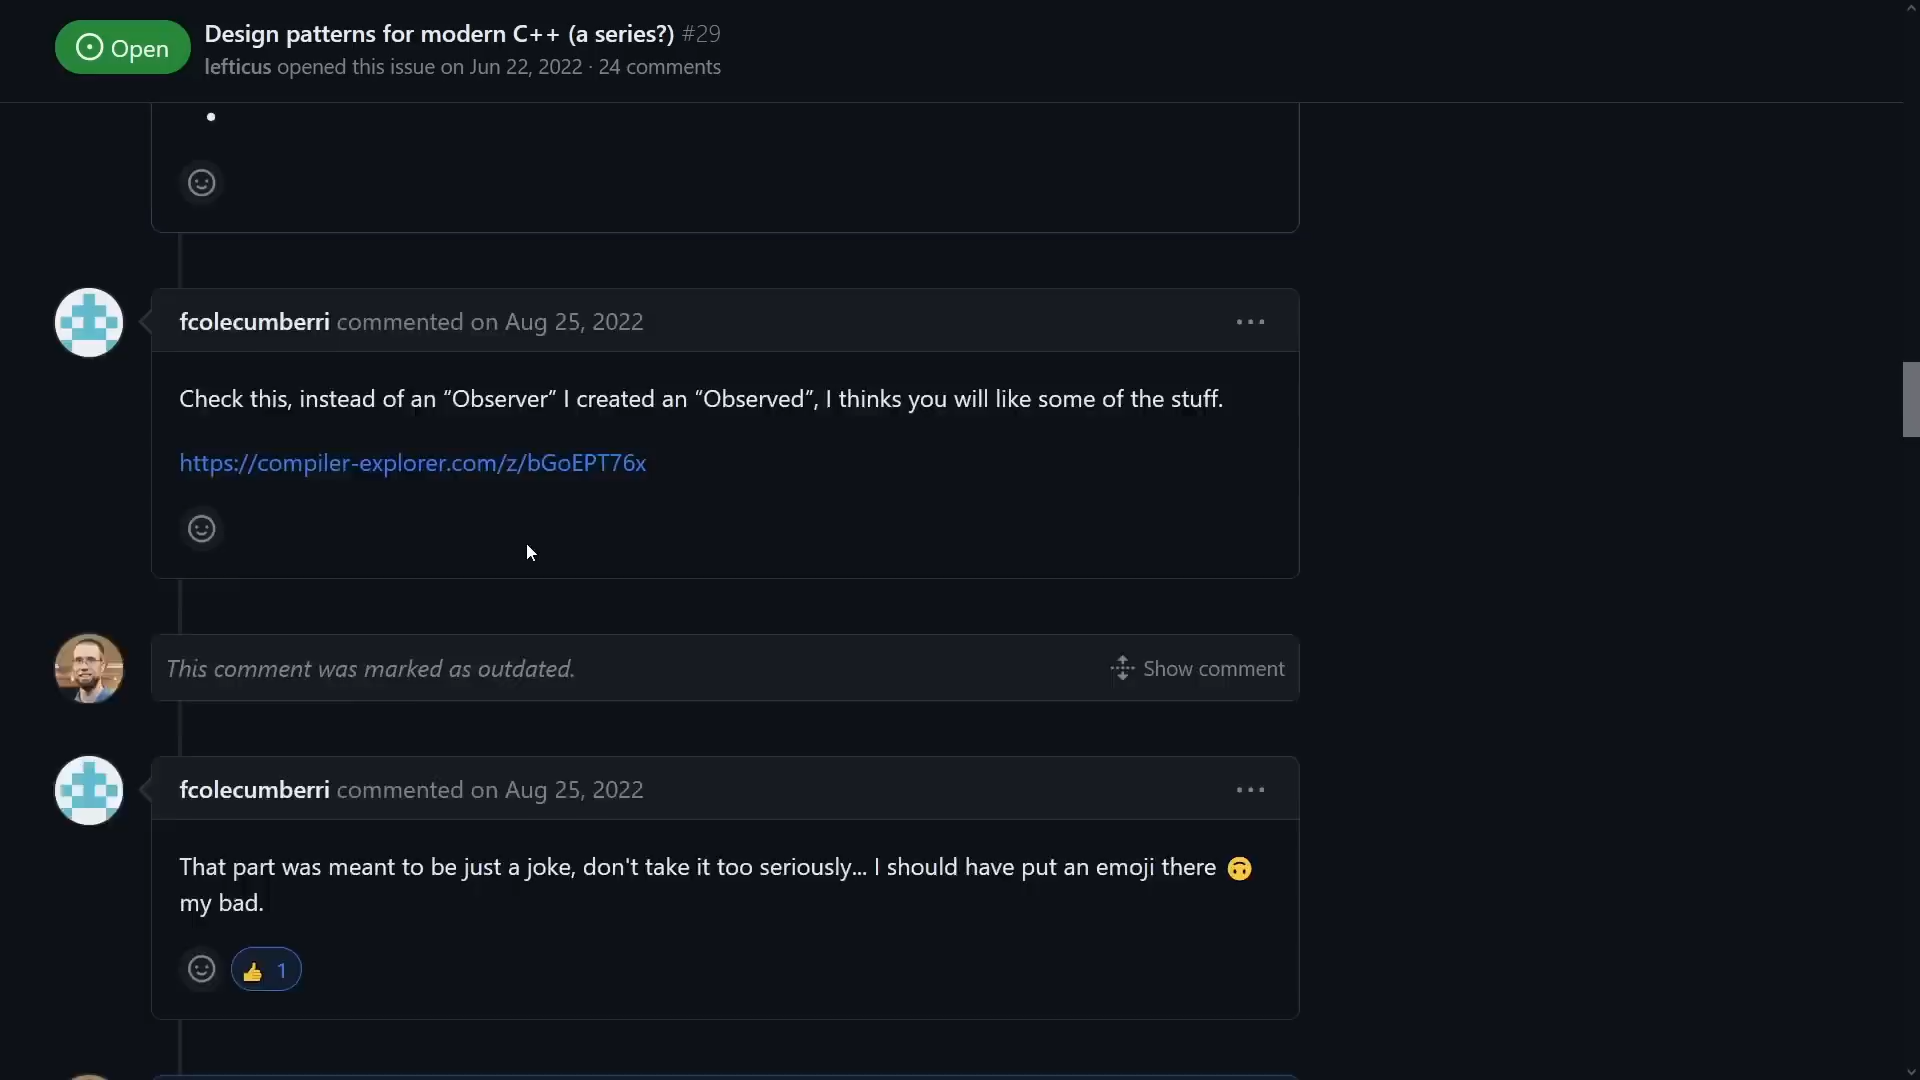 Open
Design patterns for modern C++ (a series?) #29
lefticus opened this issue on Jun 22, 2022 · 24 comments
fcolecumberri commented on Aug 25, 2022
Check this, instead of an “Observer” I created an “Observed”, I thinks you will like some of the stuff.
https://compiler-explorer.com/z/bGoEPT76x
This comment was marked as outdated.
Show comment
fcolecumberri commented on Aug 25, 2022
That part was meant to be just a joke, don't take it too seriously... I should have put an emoji there 🙃
my bad.
👍 1